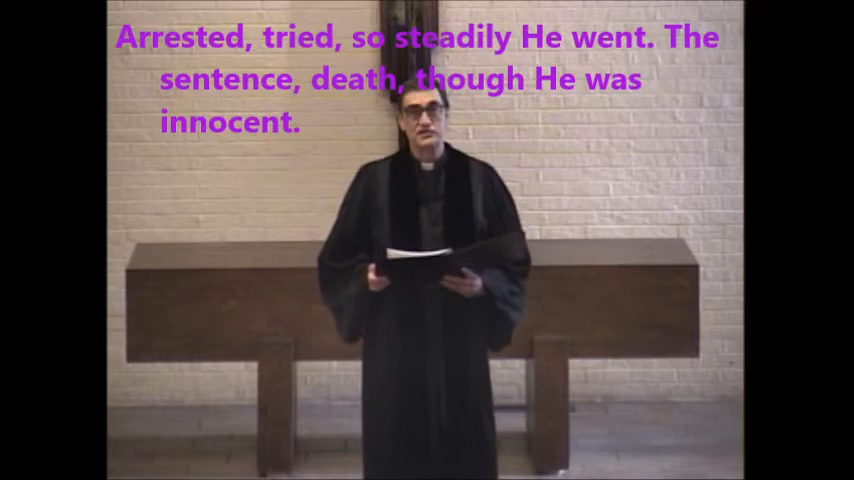 Arrested, tried, so steadily He went. The
sentence, death, though He was
innocent.